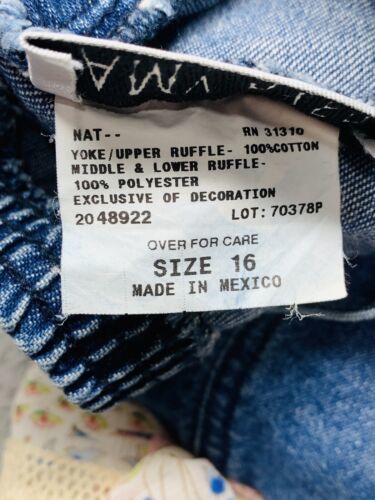 NAT-- RN 31310
YOKE/UPPER RUFFLE- 100%COTTON
MIDDLE & LOWER RUFFLE-
100% POLYESTER
EXCLUSIVE OF DECORATION
2048922 LOT: 70378P
OVER FOR CARE
SIZE 16
MADE IN MEXICO